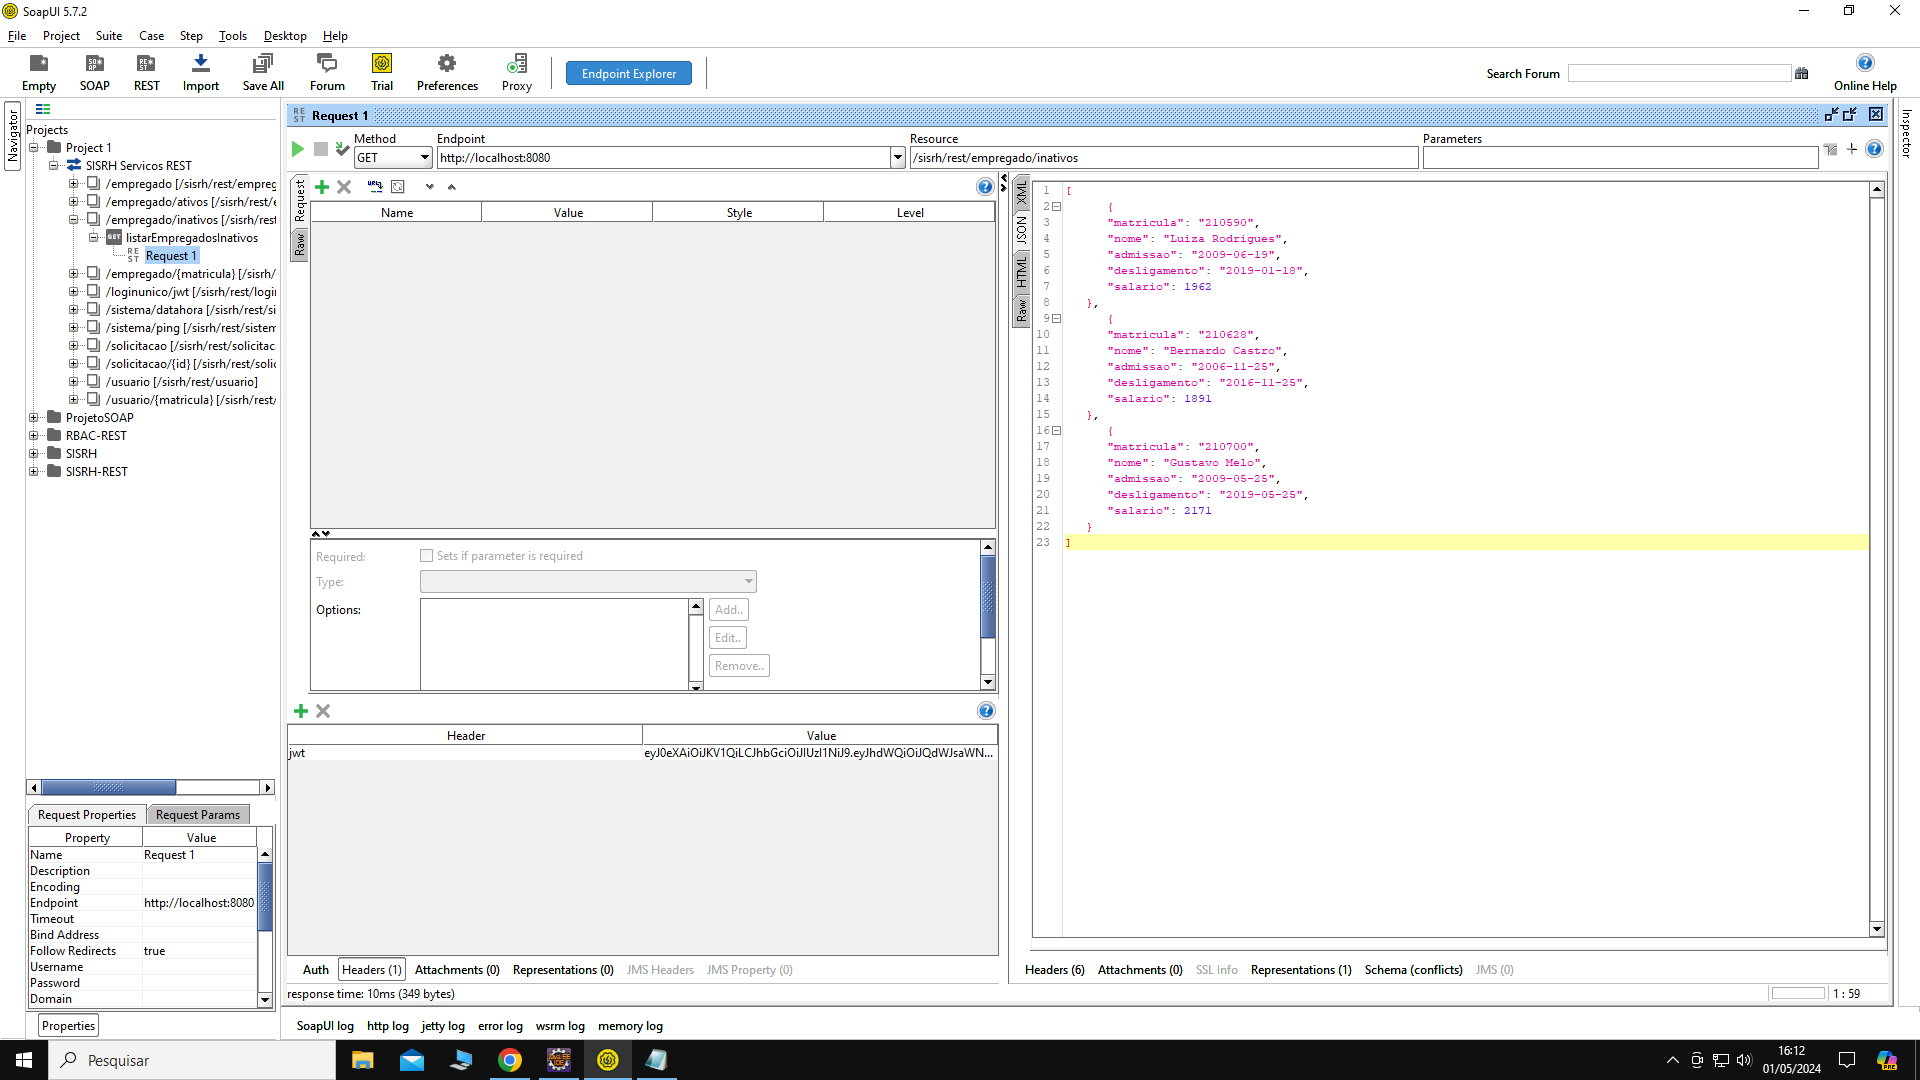 SoapUI 5.7.2
File Project Suite Case Step Tools Desktop Help
Empty SOAP REST Import Save All Forum Trial Preferences Proxy
Endpoint Explorer
Search Forum
Online Help
Navigator
Projects
Project 1
SISRH Servicos REST
/empregado [/sisrh/rest/empreg
/empregado/ativos [/sisrh/rest/e
/empregado/inativos [/sisrh/rest
GET listarEmpregadosInativos
REST Request 1
/empregado/{matricula} [/sisrh/
/loginunico/jwt [/sisrh/rest/login
/sistema/datahora [/sisrh/rest/si
/sistema/ping [/sisrh/rest/sistem
/solicitacao [/sisrh/rest/solicitac
/solicitacao/{id} [/sisrh/rest/solic
/usuario [/sisrh/rest/usuario]
/usuario/{matricula} [/sisrh/rest/
ProjetoSOAP
RBAC-REST
SISRH
SISRH-REST
Request Properties Request Params
Property Value
Name Request 1
Description
Encoding
Endpoint http://localhost:8080
Timeout
Bind Address
Follow Redirects true
Username
Password
Domain
Properties
REST Request 1
Method Endpoint Resource Parameters
GET http://localhost:8080 /sisrh/rest/empregado/inativos
Request
Raw
Name Value Style Level
Required: Sets if parameter is required
Type:
Options:
Add..
Edit..
Remove..
Header Value
jwt eyJ0eXAiOiJKV1QiLCJhbGciOiJIUzI1NiJ9.eyJhdWQiOiJQdWJsaWN...
Auth Headers (1) Attachments (0) Representations (0) JMS Headers JMS Property (0)
response time: 10ms (349 bytes)
XML
JSON
HTML
Raw
1 [
2 {
3 "matricula": "210590",
4 "nome": "Luiza Rodrigues",
5 "admissao": "2009-06-19",
6 "desligamento": "2019-01-18",
7 "salario": 1962
8 },
9 {
10 "matricula": "210628",
11 "nome": "Bernardo Castro",
12 "admissao": "2006-11-25",
13 "desligamento": "2016-11-25",
14 "salario": 1891
15 },
16 {
17 "matricula": "210700",
18 "nome": "Gustavo Melo",
19 "admissao": "2009-05-25",
20 "desligamento": "2019-05-25",
21 "salario": 2171
22 }
23 ]
Headers (6) Attachments (0) SSL Info Representations (1) Schema (conflicts) JMS (0)
1 : 59
Inspector
SoapUI log http log jetty log error log wsrm log memory log
Pesquisar
16:12
01/05/2024